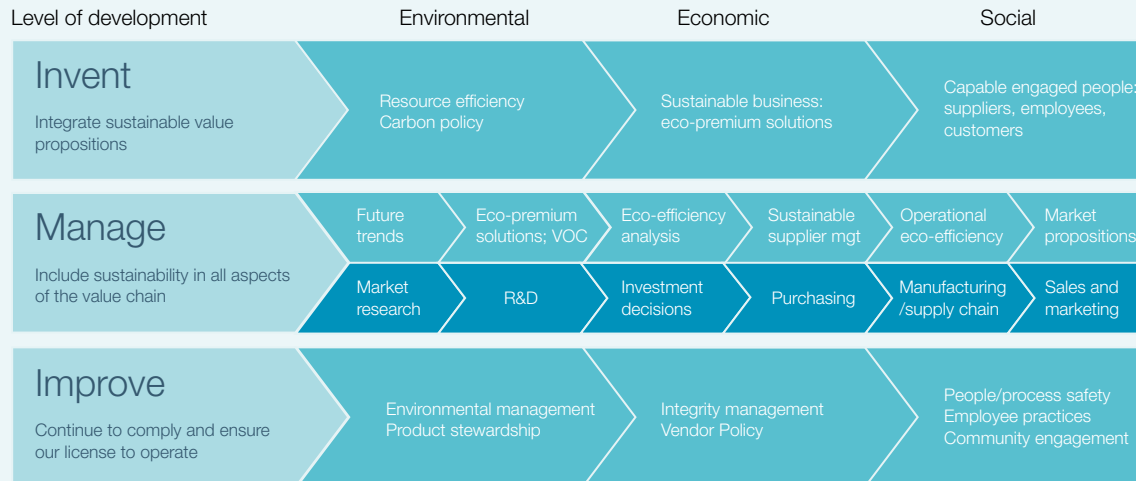 Level of development
Environmental
Economic
Social
Invent
Integrate sustainable value
propositions
Resource efficiency
Carbon policy
Sustainable business:
eco-premium solutions
Capable engaged people:
suppliers, employees,
customers
Manage
Include sustainability in all aspects
of the value chain
Future
trends
Eco-premium
solutions; VOC
Eco-efficiency
analysis
Sustainable
supplier mgt
Operational
eco-efficiency
Market
propositions
Market
research
R&D
Investment
decisions
Purchasing
Manufacturing
/supply chain
Sales and
marketing
Improve
Continue to comply and ensure
our license to operate
Environmental management
Product stewardship
Integrity management
Vendor Policy
People/process safety
Employee practices
Community engagement